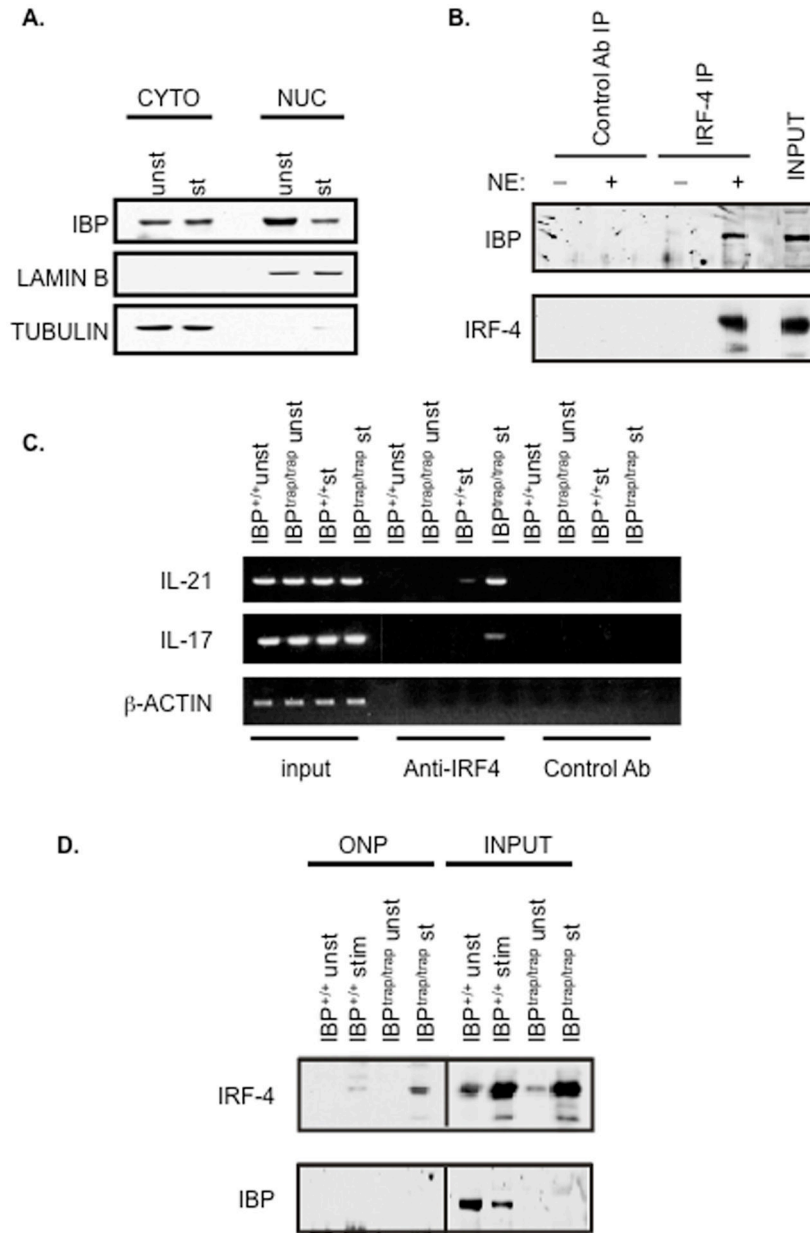 A.
CYTO NUC
unst st unst st
IBP
LAMIN B
TUBULIN
B.
Control Ab IP IRF-4 IP INPUT
NE: – + – +
IBP
IRF-4
C.
IBP+/+unst IBPtrap/trap unst IBP+/+st IBPtrap/trap st IBP+/+unst IBPtrap/trap unst IBP+/+st IBPtrap/trap st IBP+/+unst IBPtrap/trap unst IBP+/+st IBPtrap/trap st
IL-21
IL-17
β-ACTIN
input Anti-IRF4 Control Ab
D.
ONP INPUT
IBP+/+ unst IBP+/+ stim IBPtrap/trap unst IBPtrap/trap st IBP+/+ unst IBP+/+ stim IBPtrap/trap unst IBPtrap/trap st
IRF-4
IBP